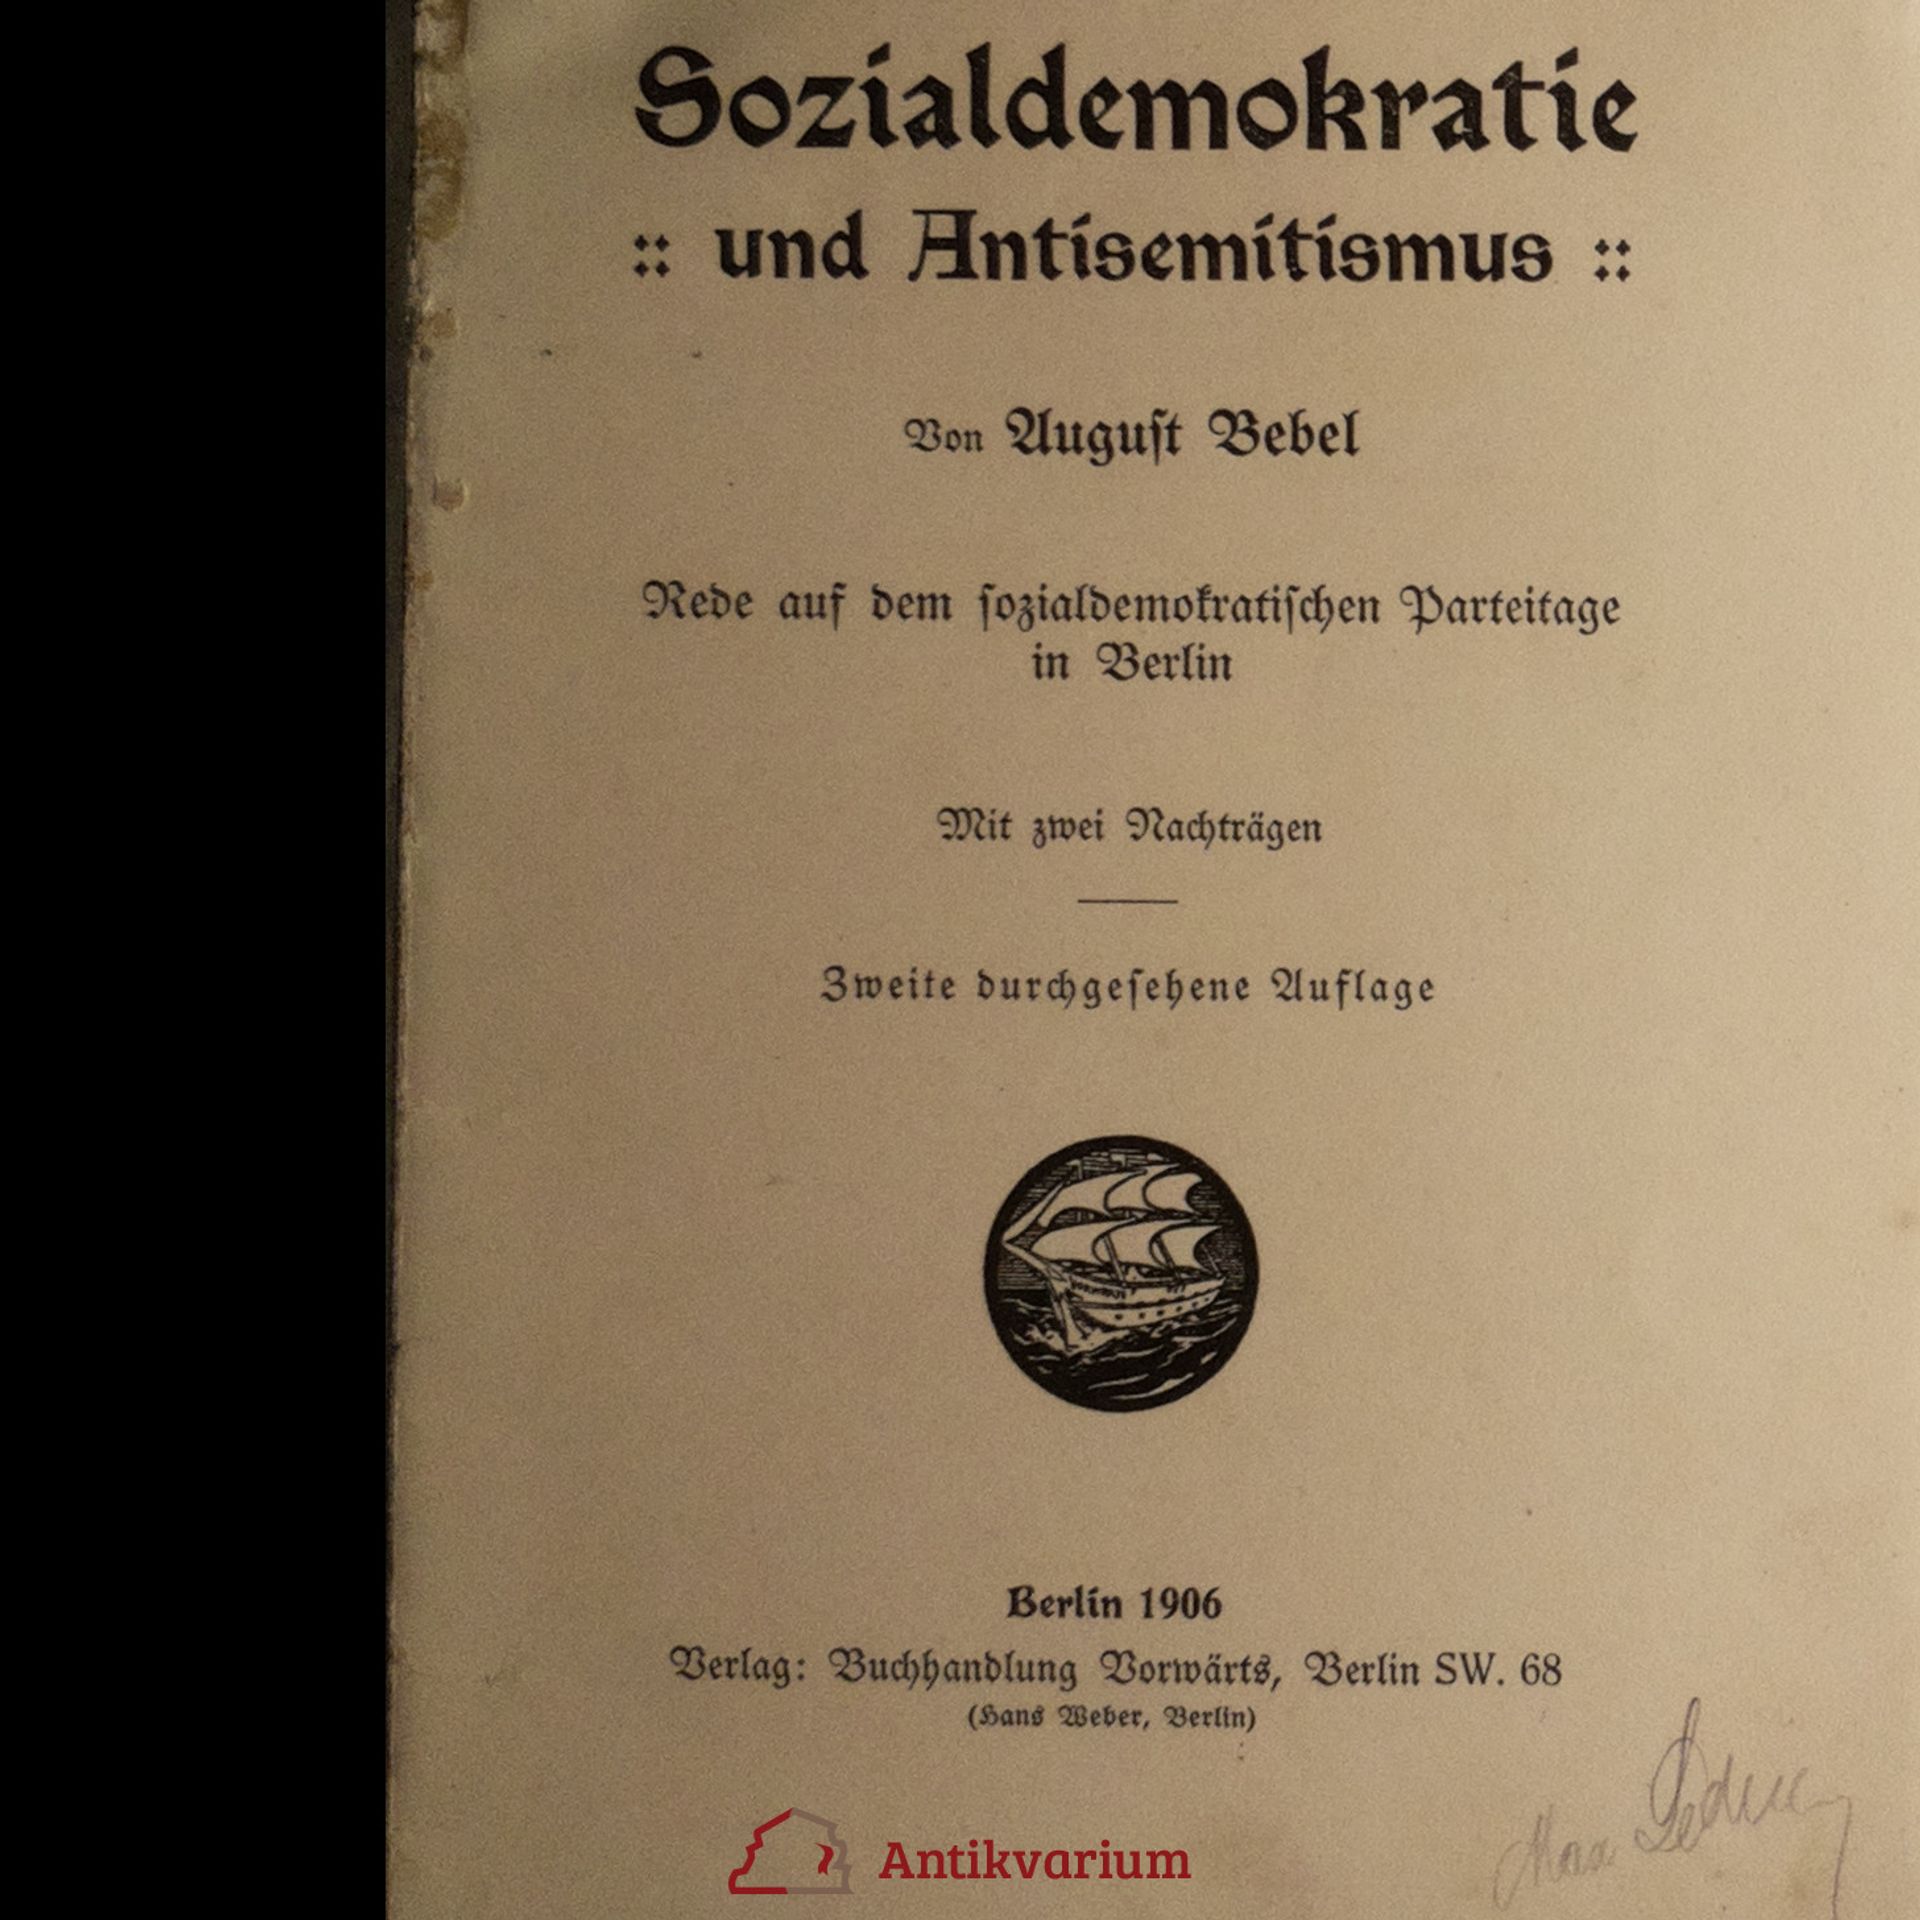 Sozialdemokratie
:: und Antisemitismus ::
Von August Bebel
Rede auf dem sozialdemokratischen Parteitage
in Berlin
Mit zwei Nachträgen
Zweite durchgesehene Auflage
Berlin 1906
Verlag: Buchhandlung Vorwärts, Berlin SW. 68
(Hans Weber, Berlin)
Antikvarium